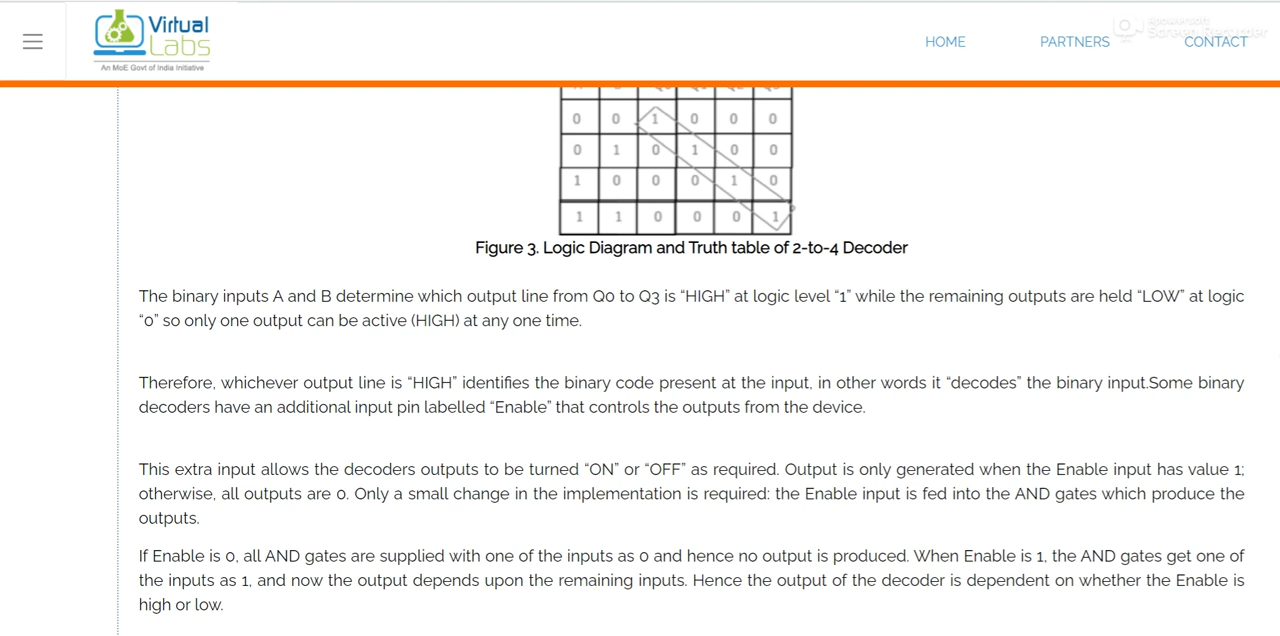 Virtual
Labs
An MoE Govt of India Initiative
HOME
PARTNERS
CONTACT
Apowersoft
Screen Recorder
0 0 1 0 0 0
0 1 0 1 0 0
1 0 0 0 1 0
1 1 0 0 0 1
Figure 3. Logic Diagram and Truth table of 2-to-4 Decoder
The binary inputs A and B determine which output line from Q0 to Q3 is “HIGH” at logic level “1” while the remaining outputs are held “LOW” at logic
“0” so only one output can be active (HIGH) at any one time.
Therefore, whichever output line is “HIGH” identifies the binary code present at the input, in other words it “decodes” the binary input.Some binary
decoders have an additional input pin labelled “Enable” that controls the outputs from the device.
This extra input allows the decoders outputs to be turned “ON” or “OFF” as required. Output is only generated when the Enable input has value 1;
otherwise, all outputs are 0. Only a small change in the implementation is required: the Enable input is fed into the AND gates which produce the
outputs.
If Enable is 0, all AND gates are supplied with one of the inputs as 0 and hence no output is produced. When Enable is 1, the AND gates get one of
the inputs as 1, and now the output depends upon the remaining inputs. Hence the output of the decoder is dependent on whether the Enable is
high or low.